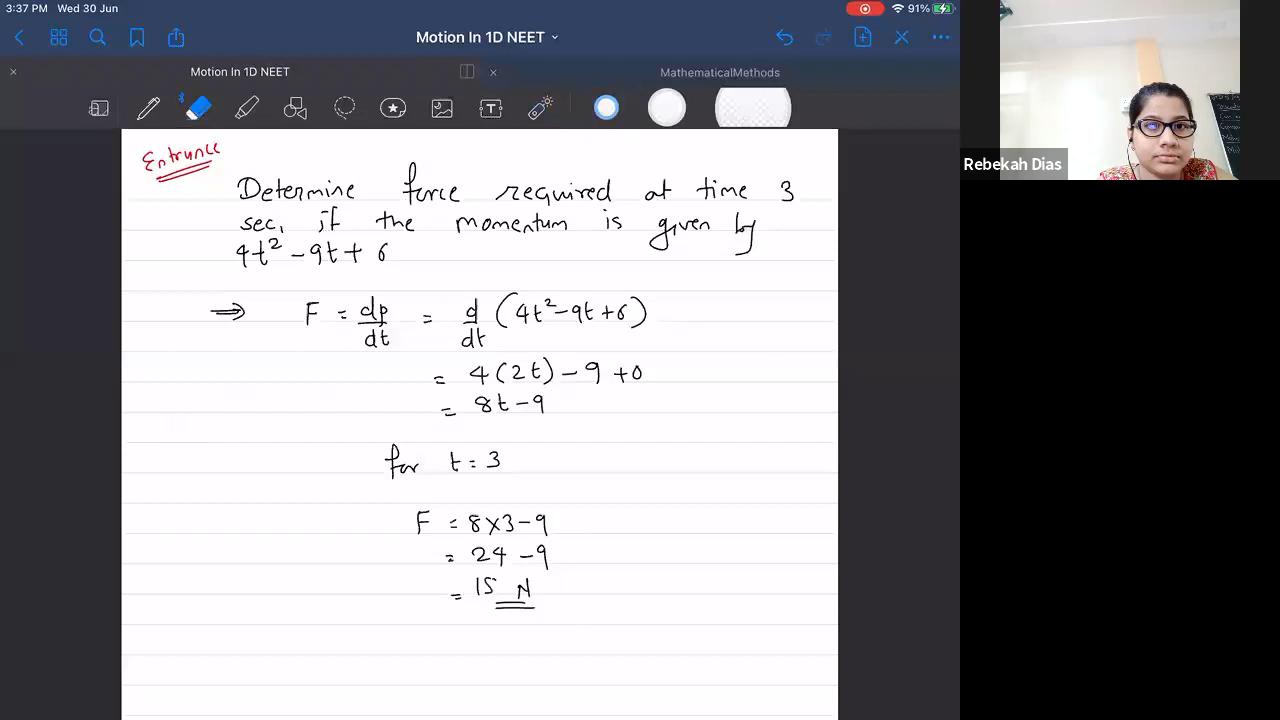 3:37 PM Wed 30 Jun
91%
Motion In 1D NEET
Motion In 1D NEET
MathematicalMethods
T
Rebekah Dias
Entrance
Determine force required at time 3
sec, if the momentum is given by
4t² - 9t + 6
⇒ F = dp/dt = d/dt (4t² - 9t + 6)
= 4(2t) - 9 + 0
= 8t - 9
for t = 3
F = 8×3 - 9
= 24 - 9
= 15 N